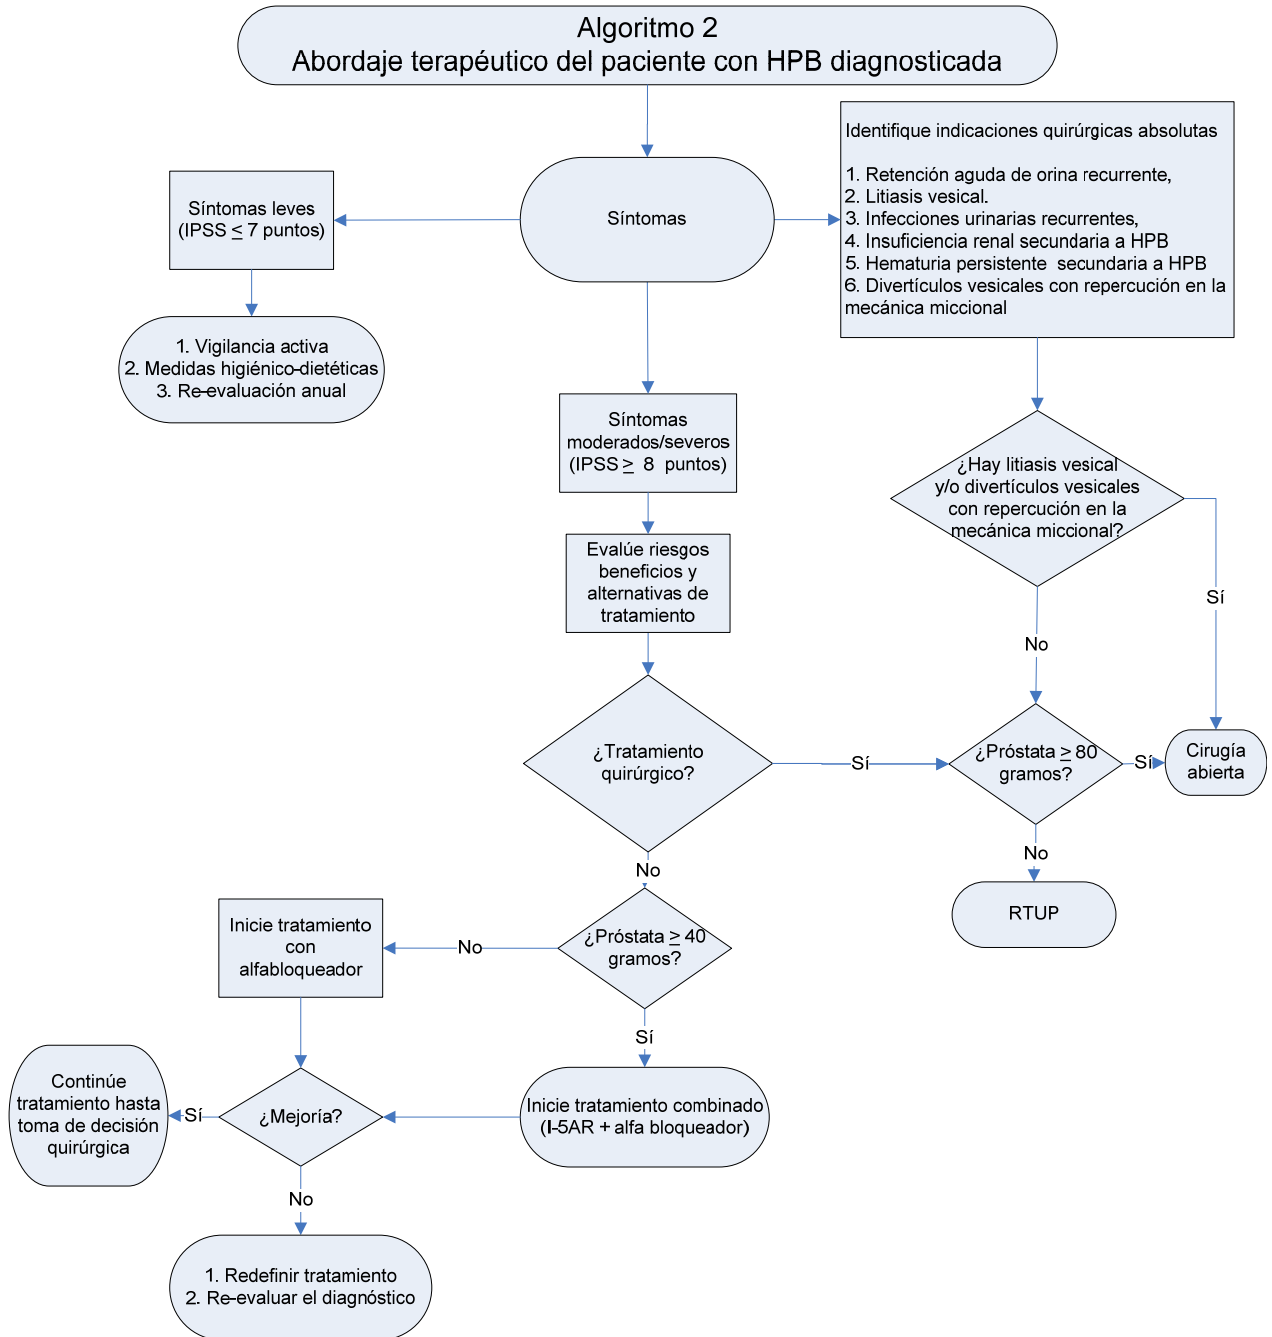 Algoritmo 2
Abordaje terapéutico del paciente con HPB diagnosticada
Identifique indicaciones quirúrgicas absolutas
1. Retención aguda de orina recurrente,
2. Litiasis vesical.
3. Infecciones urinarias recurrentes,
4. Insuficiencia renal secundaria a HPB
5. Hematuria persistente secundaria a HPB
6. Divertículos vesicales con repercución en la
mecánica miccional
Síntomas
Síntomas leves
(IPSS ≤ 7 puntos)
1. Vigilancia activa
2. Medidas higiénico-dietéticas
3. Re-evaluación anual
Síntomas
moderados/severos
(IPSS ≥ 8 puntos)
Evalúe riesgos
beneficios y
alternativas de
tratamiento
¿Hay litiasis vesical
y/o divertículos vesicales
con repercución en la
mecánica miccional?
Sí
No
¿Tratamiento
quirúrgico?
Sí
¿Próstata ≥ 80
gramos?
Sí
Cirugía
abierta
No
RTUP
No
¿Próstata ≥ 40
gramos?
No
Inicie tratamiento
con
alfabloqueador
Sí
Inicie tratamiento combinado
(I-5AR + alfa bloqueador)
¿Mejoría?
Sí
Continúe
tratamiento hasta
toma de decisión
quirúrgica
No
1. Redefinir tratamiento
2. Re-evaluar el diagnóstico